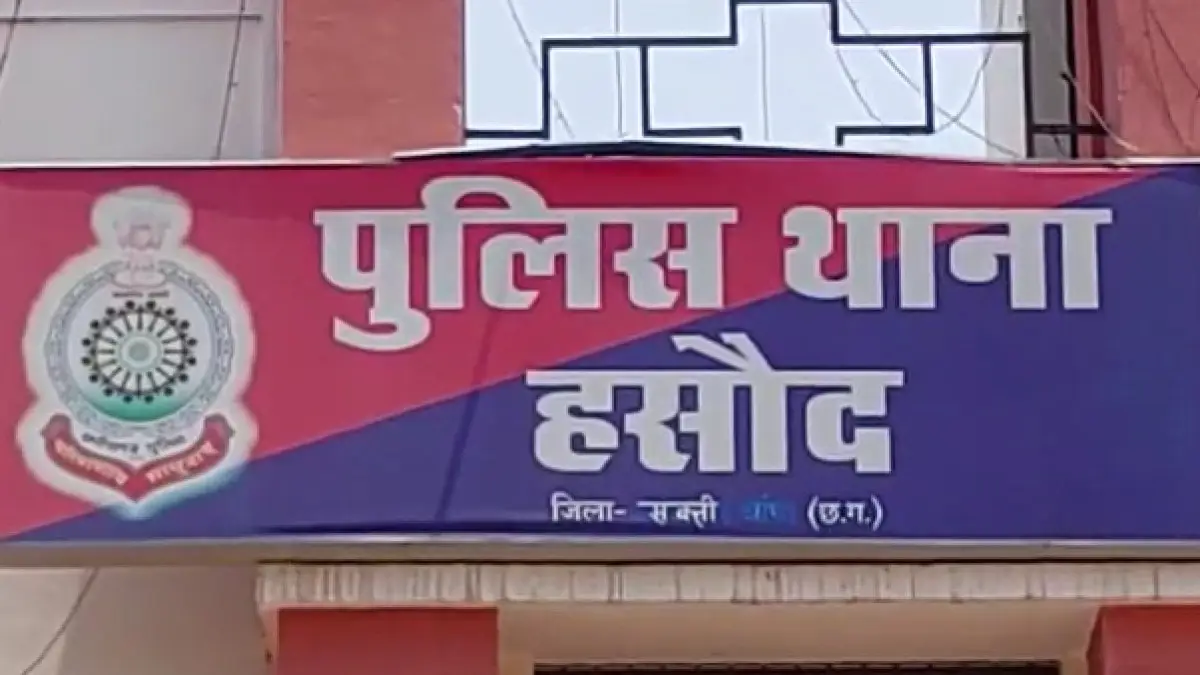 पुलिस थाना
हसौद
जिला- सक्ती (छ.ग.)